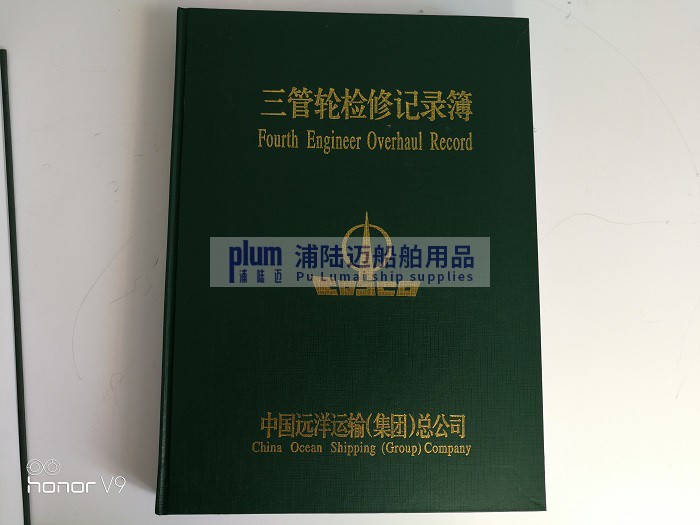 三管轮检修记录簿
Fourth Engineer Overhaul Record
plum 浦陆迈船舶用品
浦陆迈 Pu Lumai ship supplies
COSCO
中国远洋运输(集团)总公司
China Ocean Shipping (Group) Company
honor V9